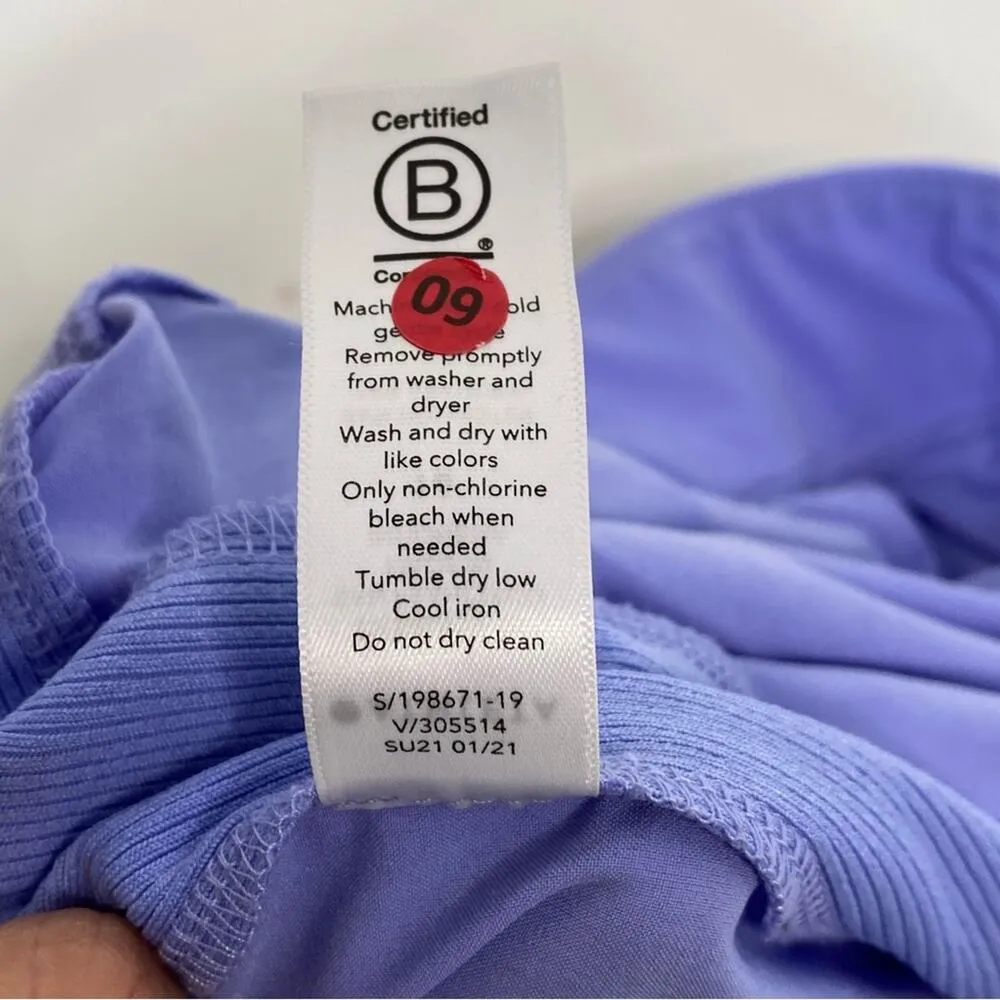 Certified
B
®
09
Remove promptly
from washer and
dryer
Wash and dry with
like colors
Only non-chlorine
bleach when
needed
Tumble dry low
Cool iron
Do not dry clean
S/198671-19
V/305514
SU21 01/21